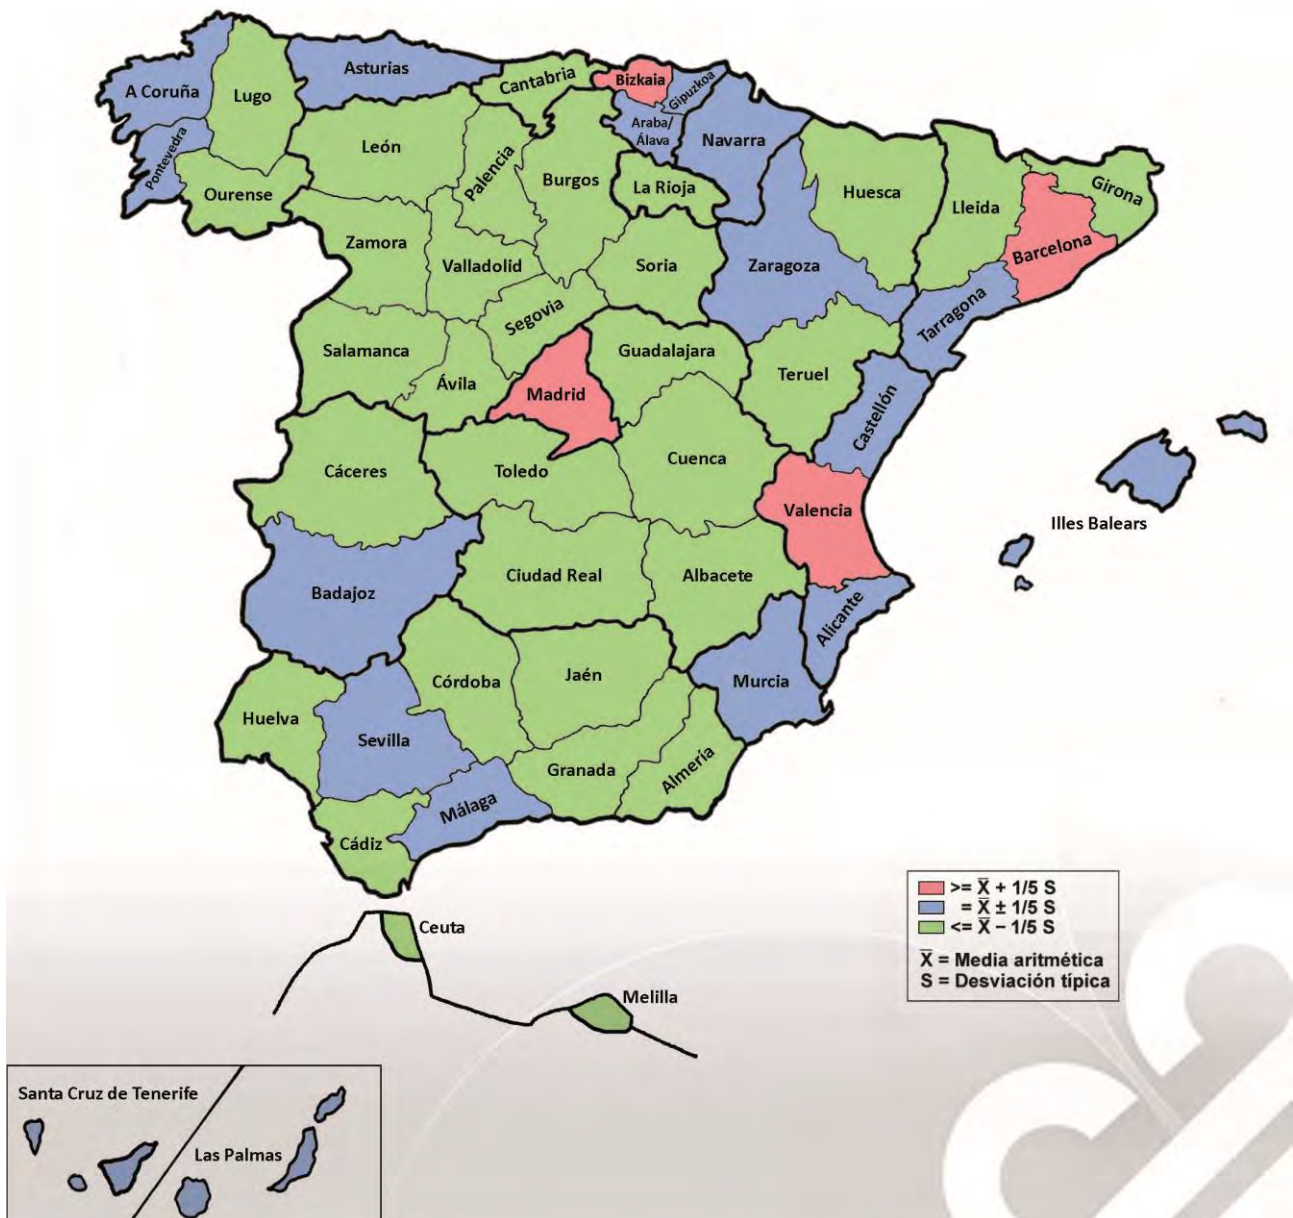 A Coruña
Lugo
Asturias
Cantabria
Bizkaia
Gipuzkoa
Araba/
Álava
Navarra
Pontevedra
Ourense
León
Palencia
Burgos
La Rioja
Huesca
Lleida
Girona
Barcelona
Zamora
Valladolid
Soria
Zaragoza
Tarragona
Segovia
Salamanca
Ávila
Madrid
Guadalajara
Teruel
Castellón
Cáceres
Toledo
Cuenca
Valencia
Illes Balears
Badajoz
Ciudad Real
Albacete
Alicante
Huelva
Sevilla
Córdoba
Jaén
Murcia
Granada
Almería
Málaga
Cádiz
Ceuta
Melilla
>= X̅ + 1/5 S
= X̅ ± 1/5 S
<= X̅ – 1/5 S
X̅ = Media aritmética
S = Desviación típica
Santa Cruz de Tenerife
Las Palmas